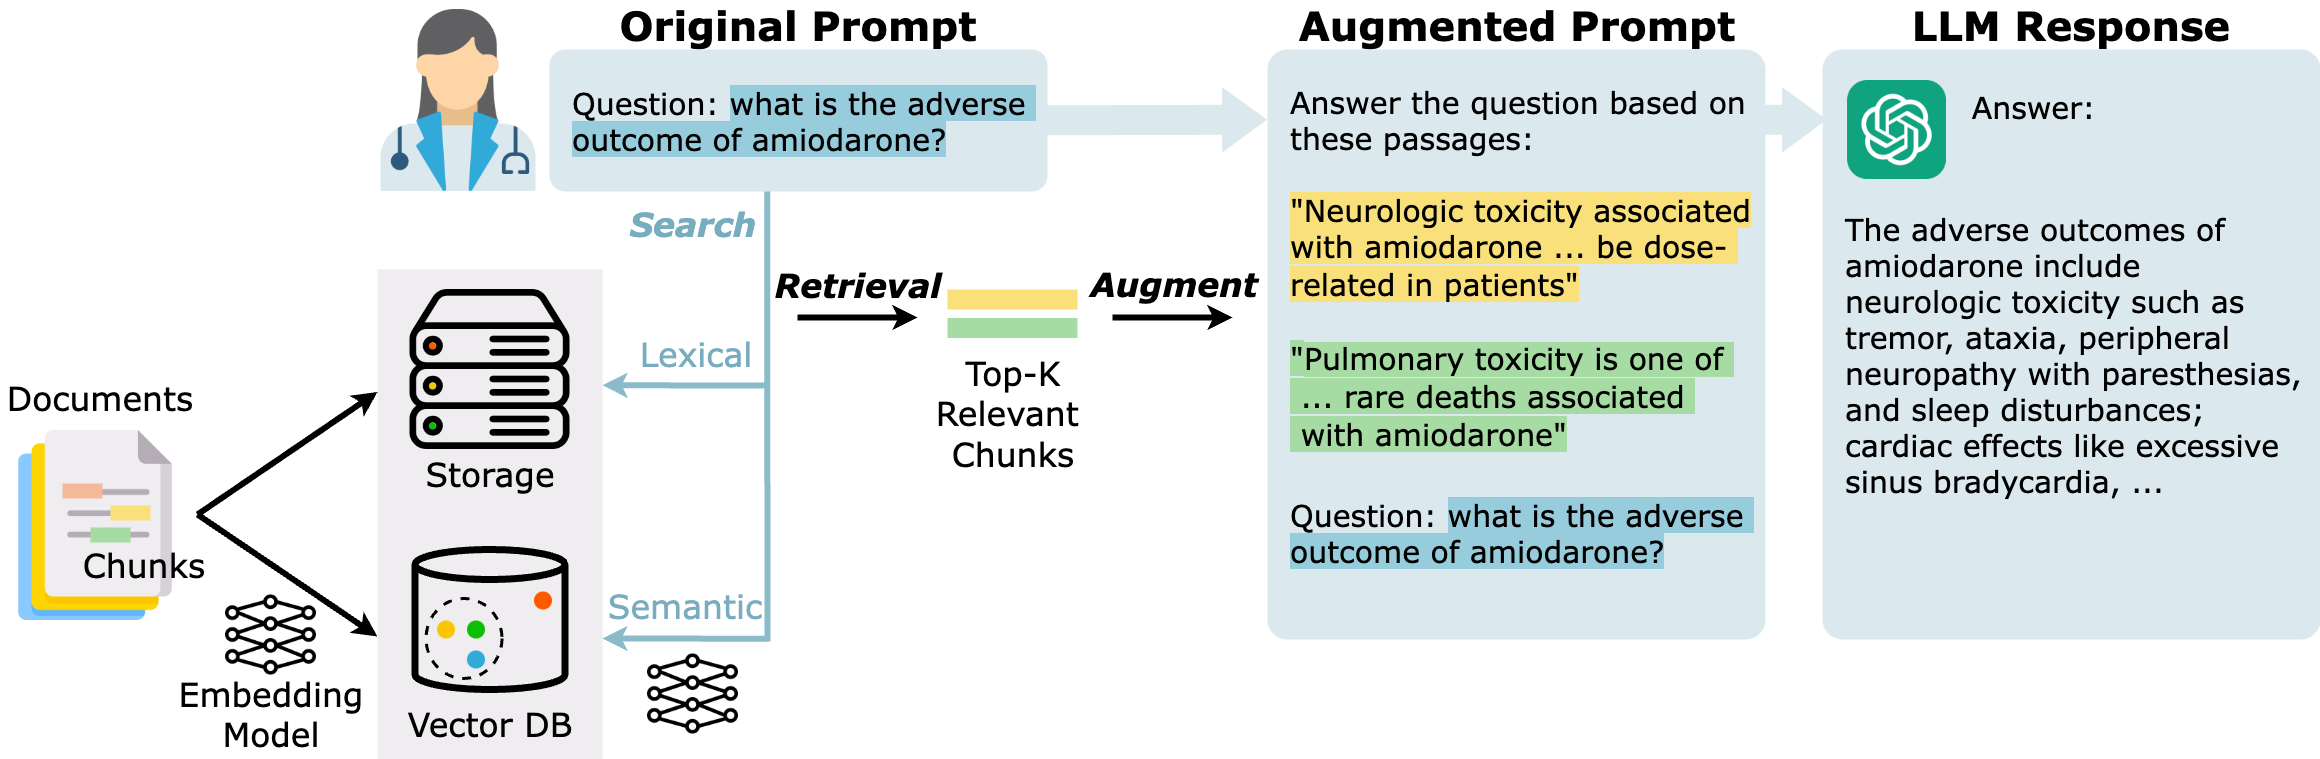 Original Prompt
Question: what is the adverse
outcome of amiodarone?
Search
Lexical
Semantic
Documents
Chunks
Embedding
Model
Storage
Vector DB
Retrieval
Top-K
Relevant
Chunks
Augment
Augmented Prompt
Answer the question based on
these passages:
"Neurologic toxicity associated
with amiodarone ... be dose-
related in patients"
"Pulmonary toxicity is one of
... rare deaths associated
with amiodarone"
Question: what is the adverse
outcome of amiodarone?
LLM Response
Answer:
The adverse outcomes of
amiodarone include
neurologic toxicity such as
tremor, ataxia, peripheral
neuropathy with paresthesias,
and sleep disturbances;
cardiac effects like excessive
sinus bradycardia, ...